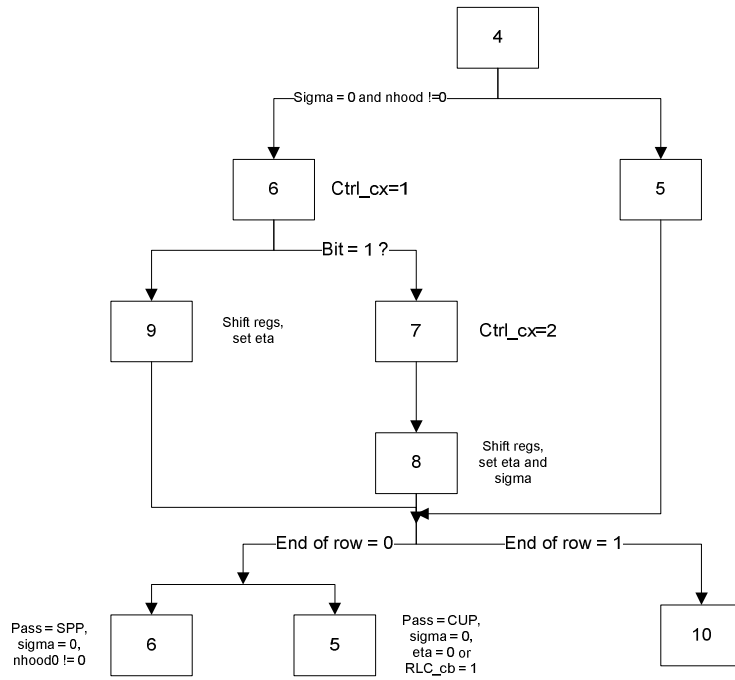 4
Sigma = 0 and nhood !=0
6
Ctrl_cx=1
5
Bit = 1 ?
9
Shift regs,
set eta
7
Ctrl_cx=2
8
Shift regs,
set eta and
sigma
End of row = 0
End of row = 1
Pass = SPP,
sigma = 0,
nhood0 != 0
6
5
Pass = CUP,
sigma = 0,
eta = 0 or
RLC_cb = 1
10